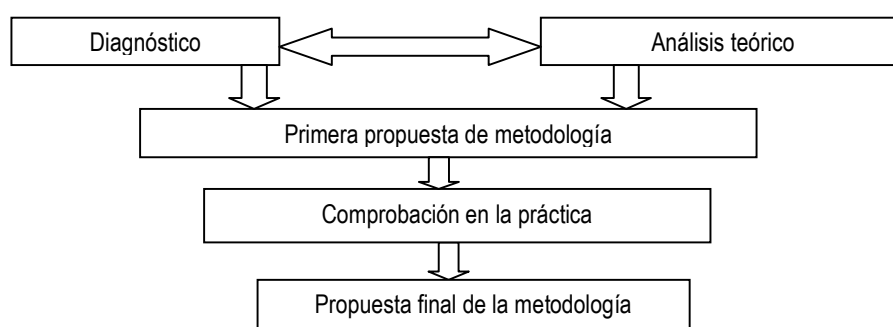 Diagnóstico
Análisis teórico
Primera propuesta de metodología
Comprobación en la práctica
Propuesta final de la metodología